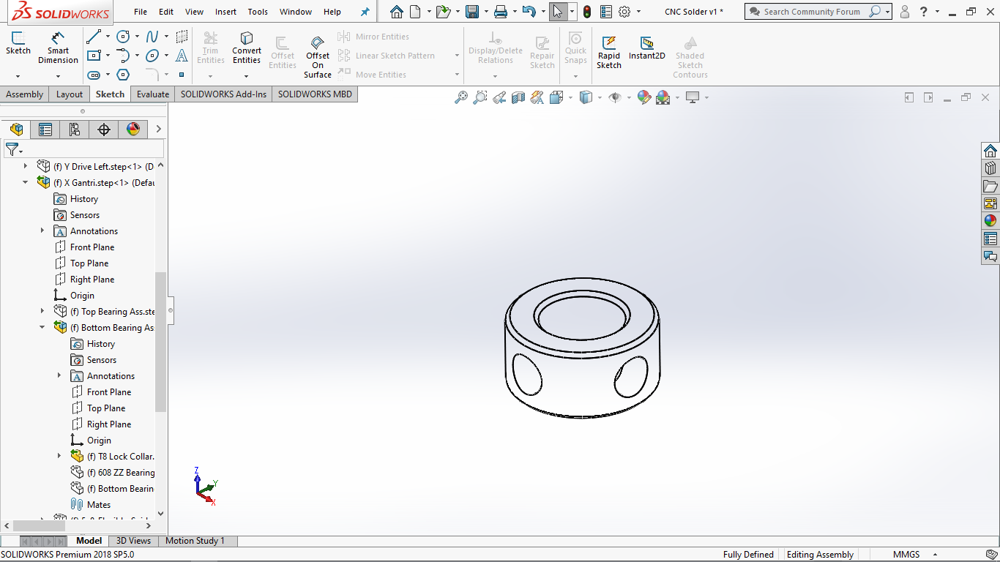 SOLIDWORKS
File Edit View Insert Tools Window Help
CNC Solder v1 *
Search Community Forum
?
Sketch
Smart Dimension
Trim Entities
Convert Entities
Offset Entities
Offset On Surface
Mirror Entities
Linear Sketch Pattern
Move Entities
Display/Delete Relations
Repair Sketch
Quick Snaps
Rapid Sketch
Instant2D
Shaded Sketch Contours
Assembly Layout Sketch Evaluate SOLIDWORKS Add-Ins SOLIDWORKS MBD
(f) Y Drive Left.step<1> (D
(f) X Gantri.step<1> (Defau
History
Sensors
Annotations
Front Plane
Top Plane
Right Plane
Origin
(f) Top Bearing Ass.ste
(f) Bottom Bearing As
History
Sensors
Annotations
Front Plane
Top Plane
Right Plane
Origin
(f) T8 Lock Collar.
(f) 608 ZZ Bearing
(f) Bottom Bearin
Mates
Z
Y
X
Model 3D Views Motion Study 1
SOLIDWORKS Premium 2018 SP5.0
Fully Defined Editing Assembly MMGS